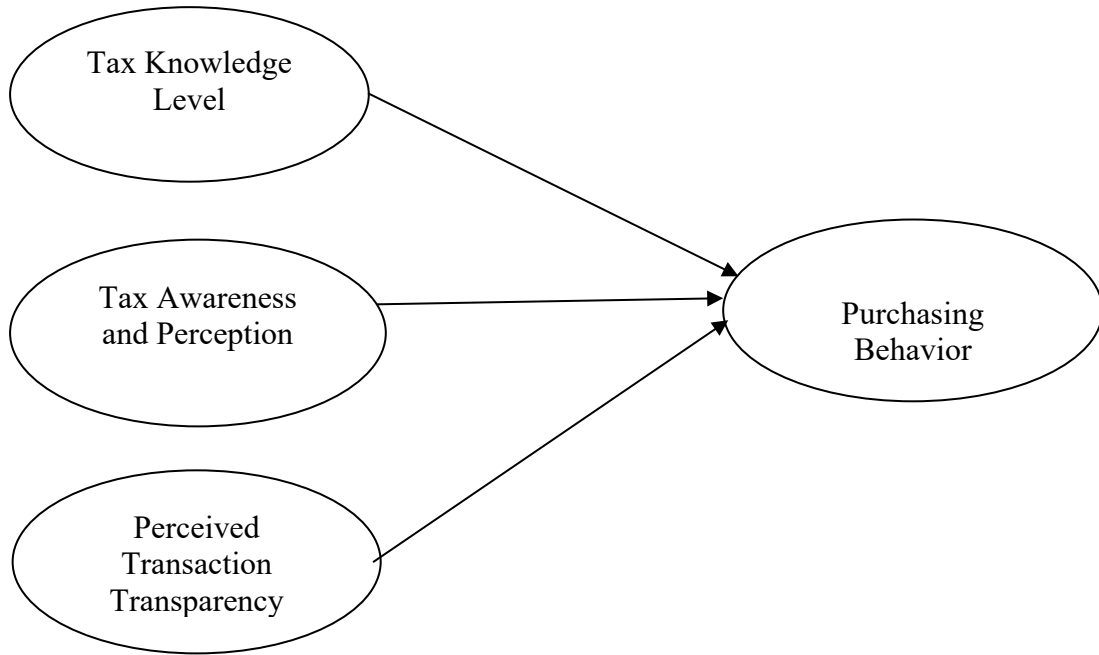 Tax Knowledge
Level
Tax Awareness
and Perception
Purchasing
Behavior
Perceived
Transaction
Transparency